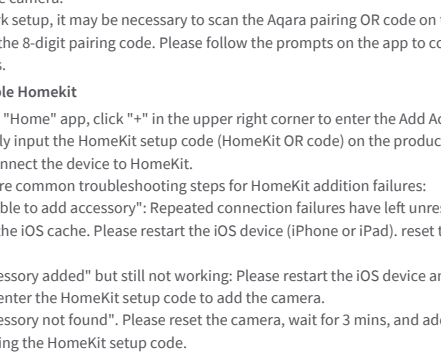 e camera.
k setup, it may be necessary to scan the Aqara pairing OR code on
the 8-digit pairing code. Please follow the prompts on the app to co
s.
le Homekit
"Home" app, click "+" in the upper right corner to enter the Add Ac
ly input the HomeKit setup code (HomeKit OR code) on the produc
nnect the device to HomeKit.
re common troubleshooting steps for HomeKit addition failures:
ble to add accessory": Repeated connection failures have left unres
the iOS cache. Please restart the iOS device (iPhone or iPad). reset t
essory added" but still not working: Please restart the iOS device an
enter the HomeKit setup code to add the camera.
essory not found". Please reset the camera, wait for 3 mins, and add
ing the HomeKit setup code.